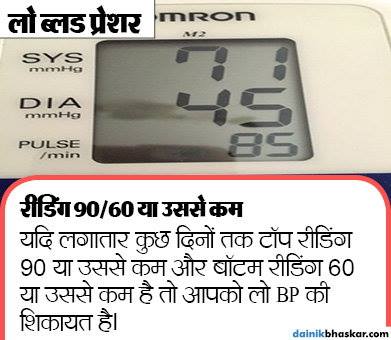 लो ब्लड प्रेशर
mRON
M2
SYS 71
mmHg
DIA 45
mmHg
PULSE 85
/min
रीडिंग 90/60 या उससे कम
यदि लगातार कुछ दिनों तक टॉप रीडिंग
90 या उससे कम और बॉटम रीडिंग 60
या उससे कम है तो आपको लो BP की
शिकायत है।
dainikbhaskar.com